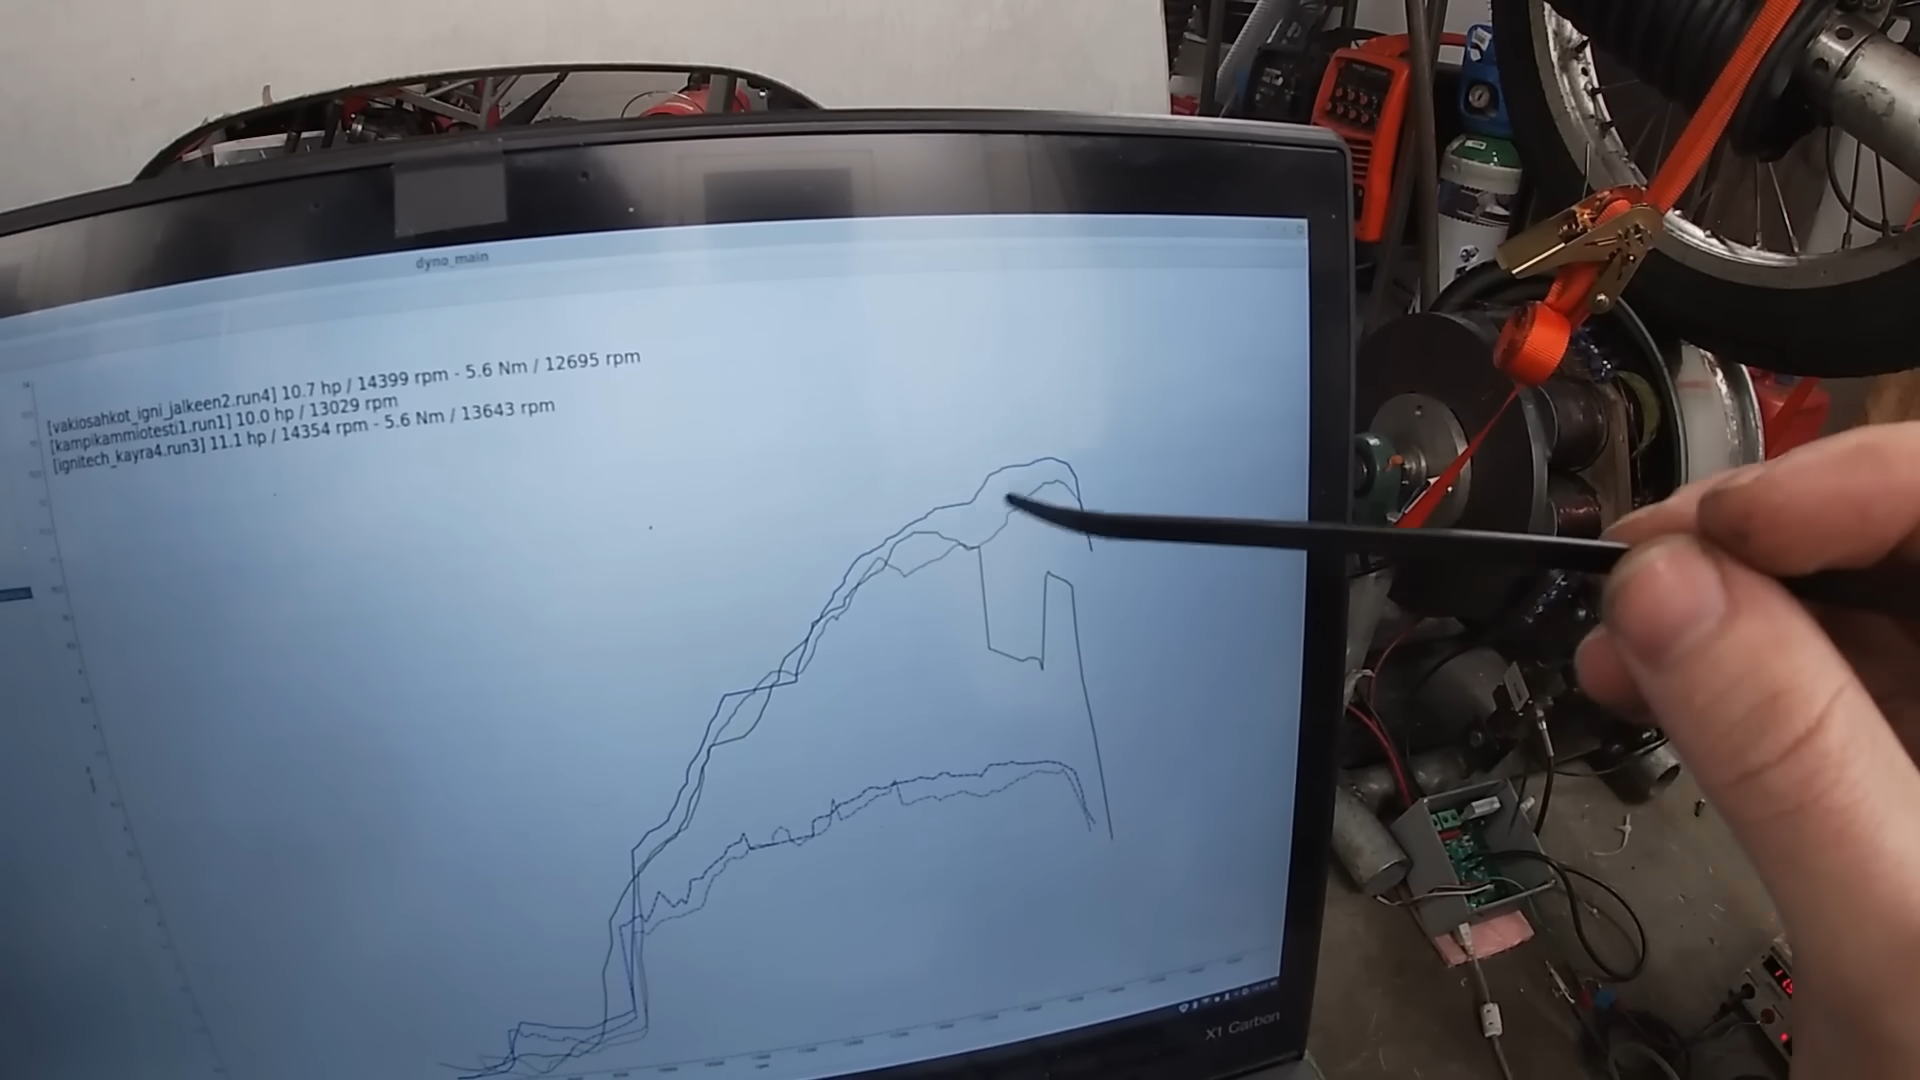 dyno_main
[vakiosahkot_igni_jalkeen2.run4] 10.7 hp / 14399 rpm - 5.6 Nm / 12695 rpm
[kampikammiotesti1.run1] 10.0 hp / 13029 rpm
[ignitech_kayra4.run3] 11.1 hp / 14354 rpm - 5.6 Nm / 13643 rpm
X1 Carbon